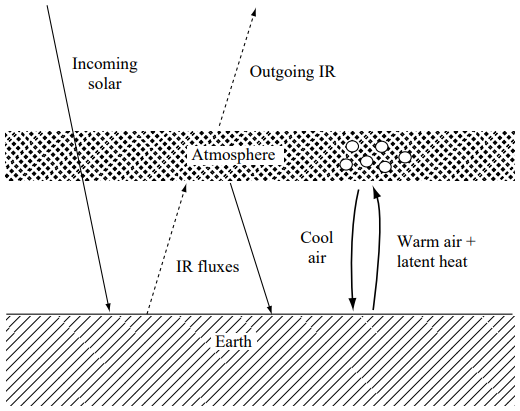 Incoming
solar
Outgoing IR
Atmosphere
Cool
air
Warm air +
latent heat
IR fluxes
Earth